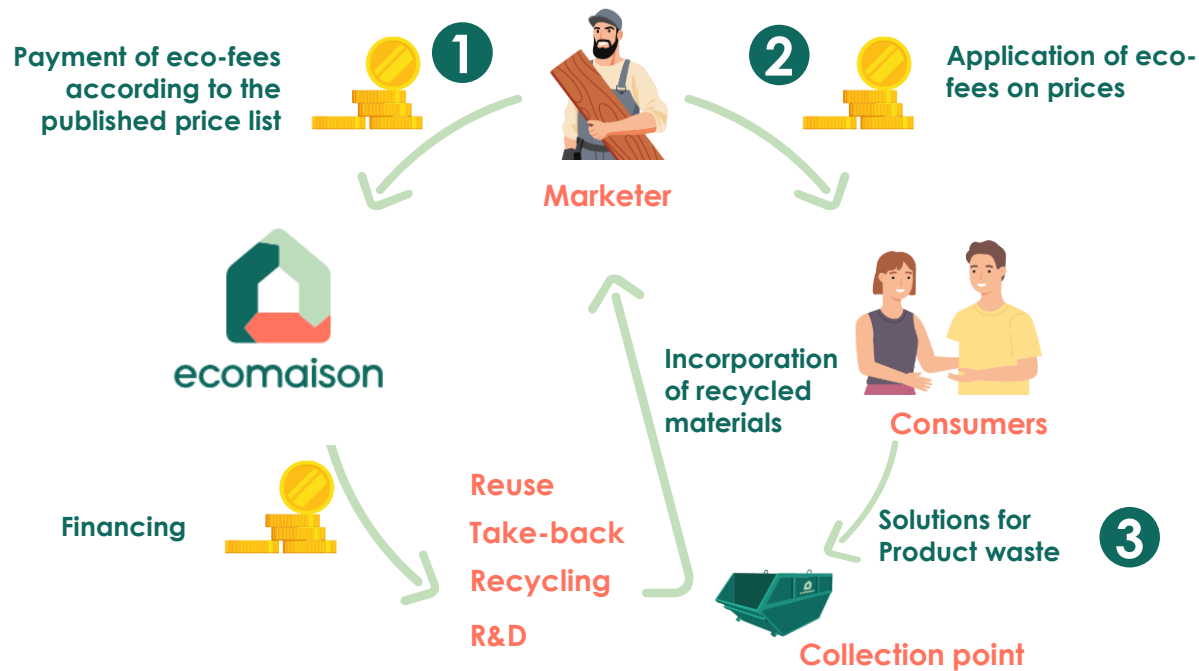 Payment of eco-fees
according to the
published price list
1
2
Application of eco-
fees on prices
Marketer
ecomaison
Incorporation
of recycled
materials
Consumers
Financing
Reuse
Take-back
Recycling
R&D
Solutions for
Product waste
3
ecomaison
Collection point